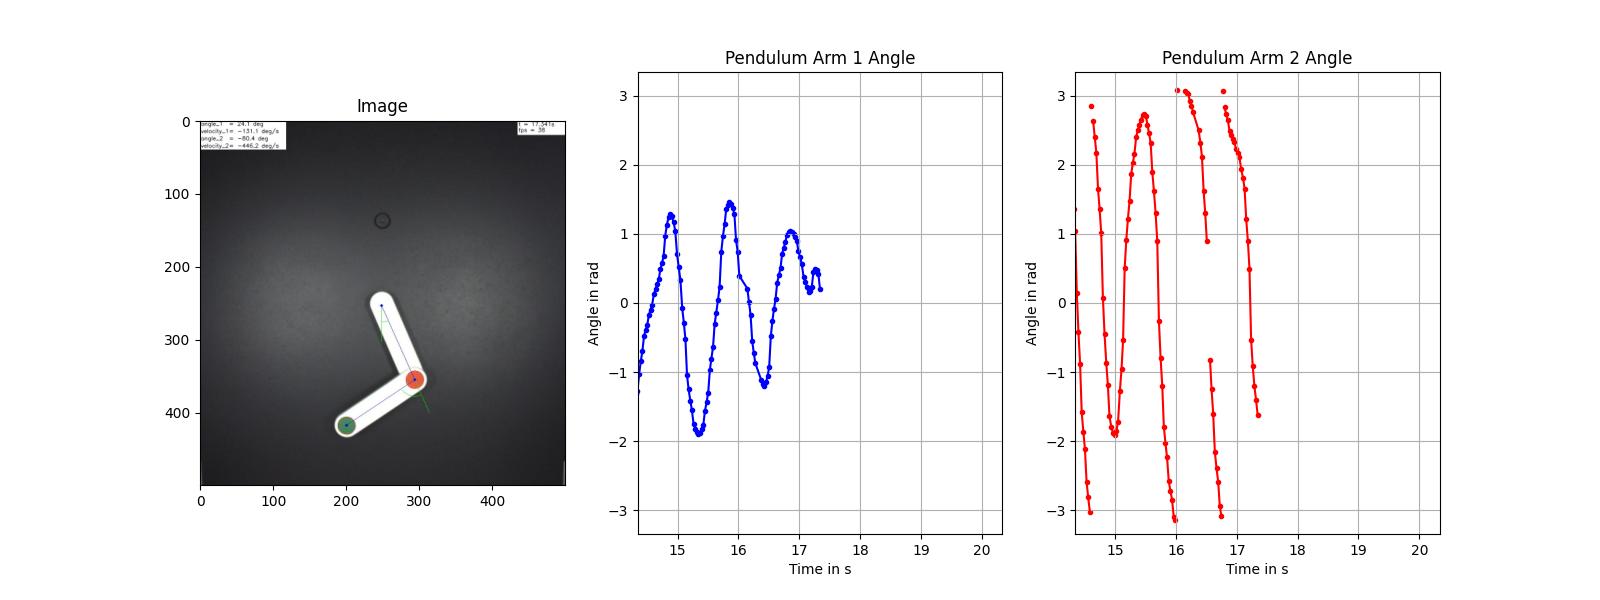 Image
angle_1 = 24.1 deg
velocity_1= -131.1 deg/s
angle_2 = -80.4 deg
velocity_2= -446.2 deg/s
t = 17.341s
fps = 38
0
100
200
300
400
0 100 200 300 400
Pendulum Arm 1 Angle
Angle in rad
3
2
1
0
−1
−2
−3
15 16 17 18 19 20
Time in s
Pendulum Arm 2 Angle
Angle in rad
3
2
1
0
−1
−2
−3
15 16 17 18 19 20
Time in s